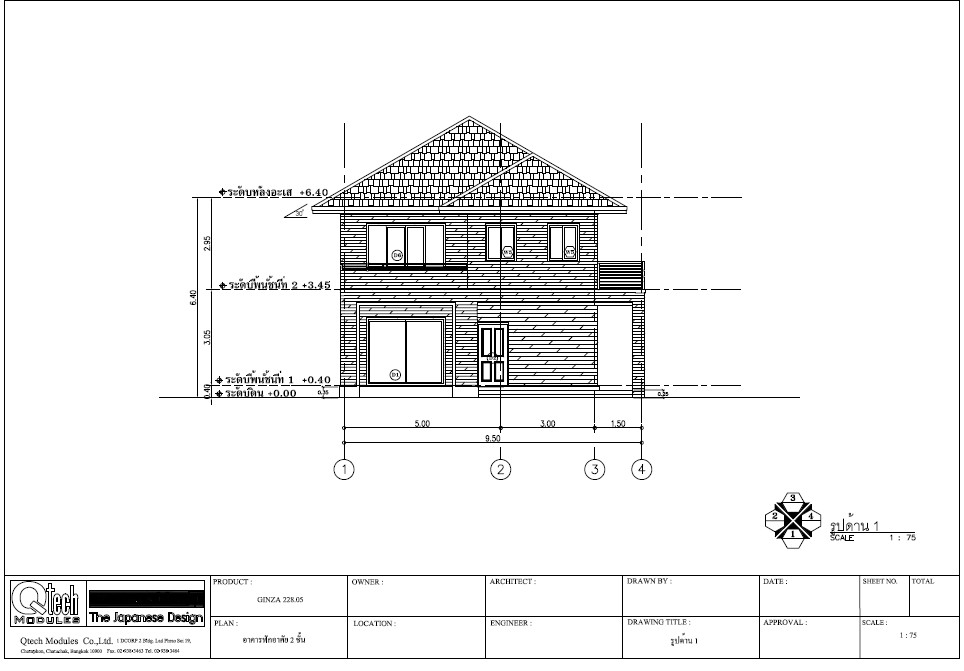 ระดับหลังอะเส +6.40
30°
2.95
ระดับพื้นชั้นที่ 2 +3.45
6.40
3.05
D6
W5
W5
ระดับพื้นชั้นที่ 1 +0.40
D1
0.40
ระดับดิน +0.00
0.35
0.25
5.00
3.00
1.50
9.50
1
2
3
4
3
2
4
1
รูปด้าน 1
SCALE 1 : 75
Qtech
MODULES
The Japanese Design
Qtech Modules Co.,Ltd.
PRODUCT :
GINZA 228.05
OWNER :
ARCHITECT :
DRAWN BY :
DATE :
SHEET NO.
TOTAL
PLAN :
อาคารพักอาศัย 2 ชั้น
LOCATION :
ENGINEER :
DRAWING TITLE :
รูปด้าน 1
APPROVAL :
SCALE :
1 : 75